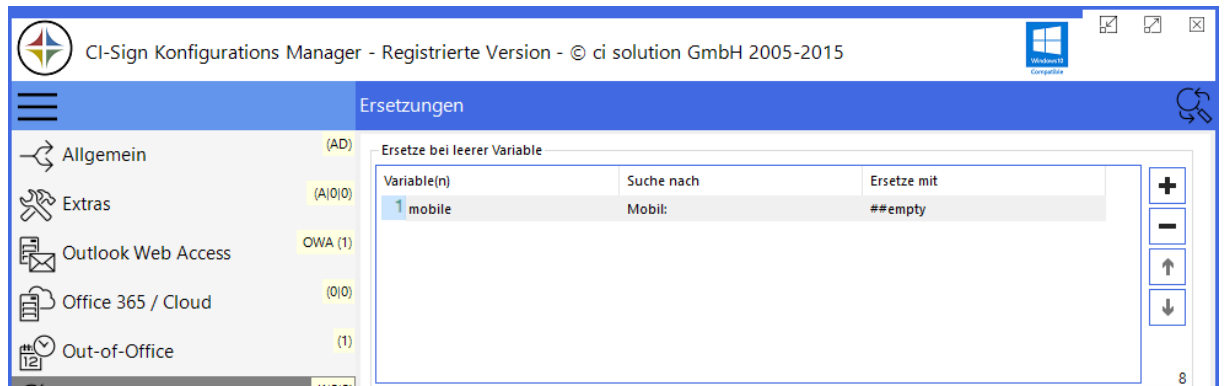 CI-Sign Konfigurations Manager - Registrierte Version - © ci solution GmbH 2005-2015
Windows10
Compatible
Ersetzungen
Allgemein (AD)
Extras (A|0|0)
Outlook Web Access OWA (1)
Office 365 / Cloud (0|0)
12 Out-of-Office (1)
Ersetze bei leerer Variable
Variable(n) Suche nach Ersetze mit
1 mobile Mobil: ##empty
8